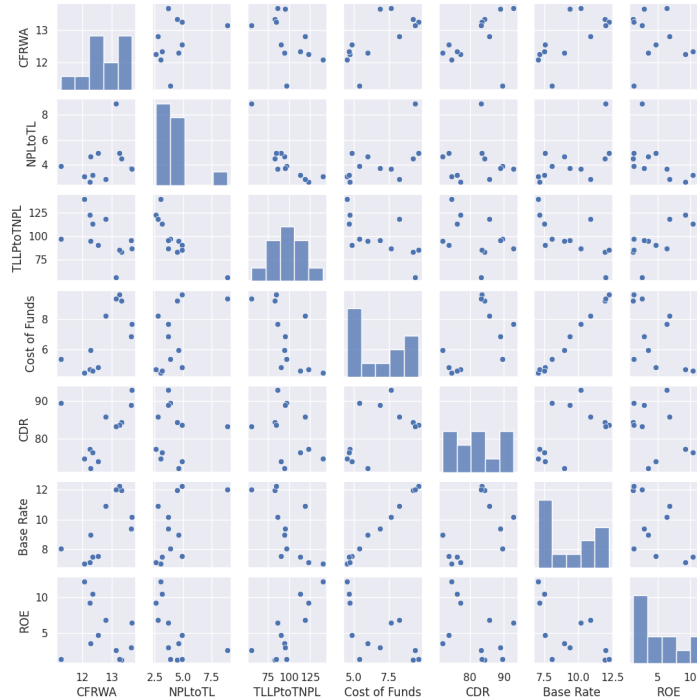 CFRWA
13
12
NPLtoTL
8
6
4
TLLPtoTNPL
125
100
75
Cost of Funds
8
6
CDR
90
80
Base Rate
12
10
8
ROE
10
5
12 13
2.5 5.0 7.5
75 100 125
5.0 7.5
80 90
7.5 10.0 12.5
5 10
CFRWA NPLtoTL TLLPtoTNPL Cost of Funds CDR Base Rate ROE